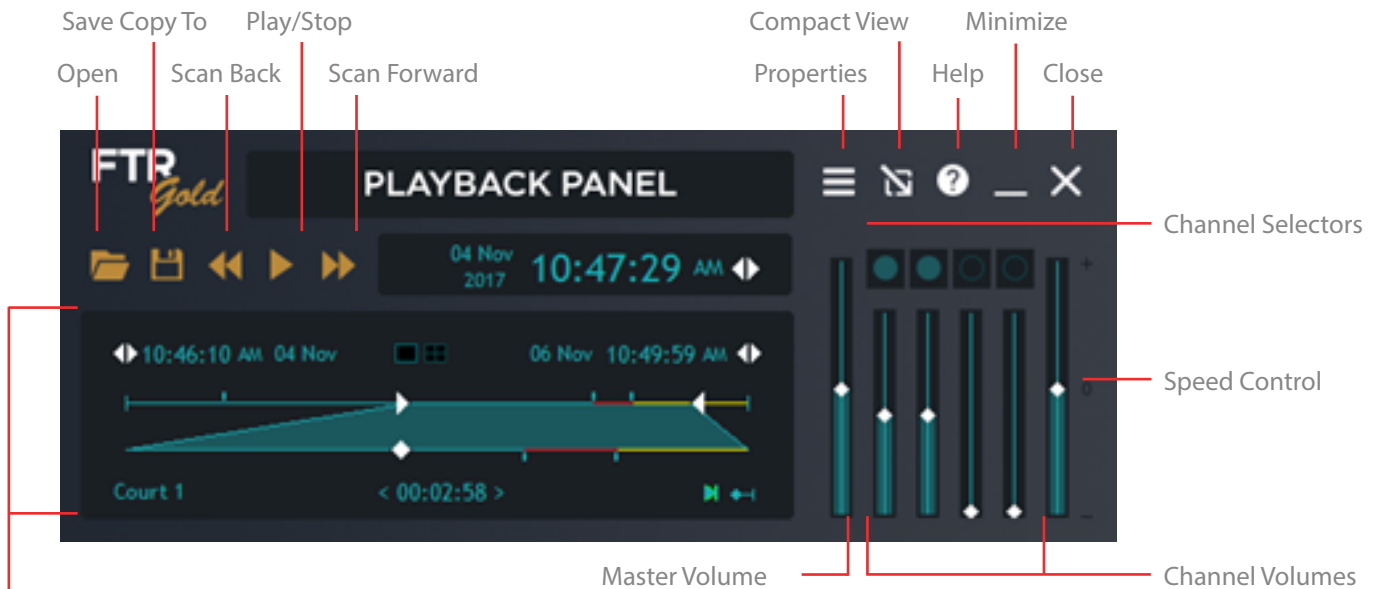 Save Copy To Play/Stop Compact View Minimize
Open Scan Back Scan Forward Properties Help Close
FTR Gold
PLAYBACK PANEL
?
Channel Selectors
04 Nov
2017
10:47:29 AM
+
10:46:10 AM 04 Nov 06 Nov 10:49:59 AM
Speed Control
0
Court 1 < 00:02:58 >
–
Master Volume Channel Volumes